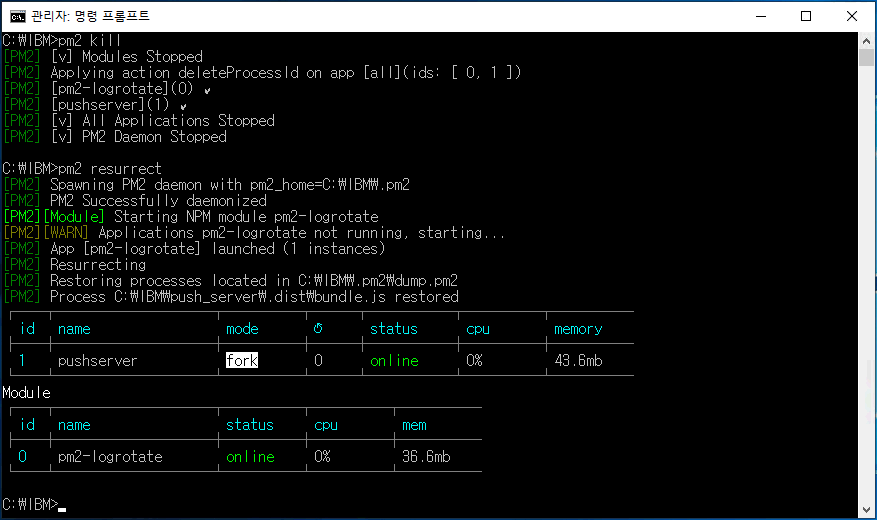 관리자: 명령 프롬프트
C:\IBM>pm2 kill
[PM2] [v] Modules Stopped
[PM2] Applying action deleteProcessId on app [all](ids: [ 0, 1 ])
[PM2] [pm2-logrotate](0) ✓
[PM2] [pushserver](1) ✓
[PM2] [v] All Applications Stopped
[PM2] [v] PM2 Daemon Stopped
C:\IBM>pm2 resurrect
[PM2] Spawning PM2 daemon with pm2_home=C:\IBM\.pm2
[PM2] PM2 Successfully daemonized
[PM2][Module] Starting NPM module pm2-logrotate
[PM2][WARN] Applications pm2-logrotate not running, starting...
[PM2] App [pm2-logrotate] launched (1 instances)
[PM2] Resurrecting
[PM2] Restoring processes located in C:\IBM\.pm2\dump.pm2
[PM2] Process C:\IBM\push_server\.dist\bundle.js restored
id name mode ↺ status cpu memory
1 pushserver fork 0 online 0% 43.6mb
Module
id name status cpu mem
0 pm2-logrotate online 0% 36.6mb
C:\IBM>